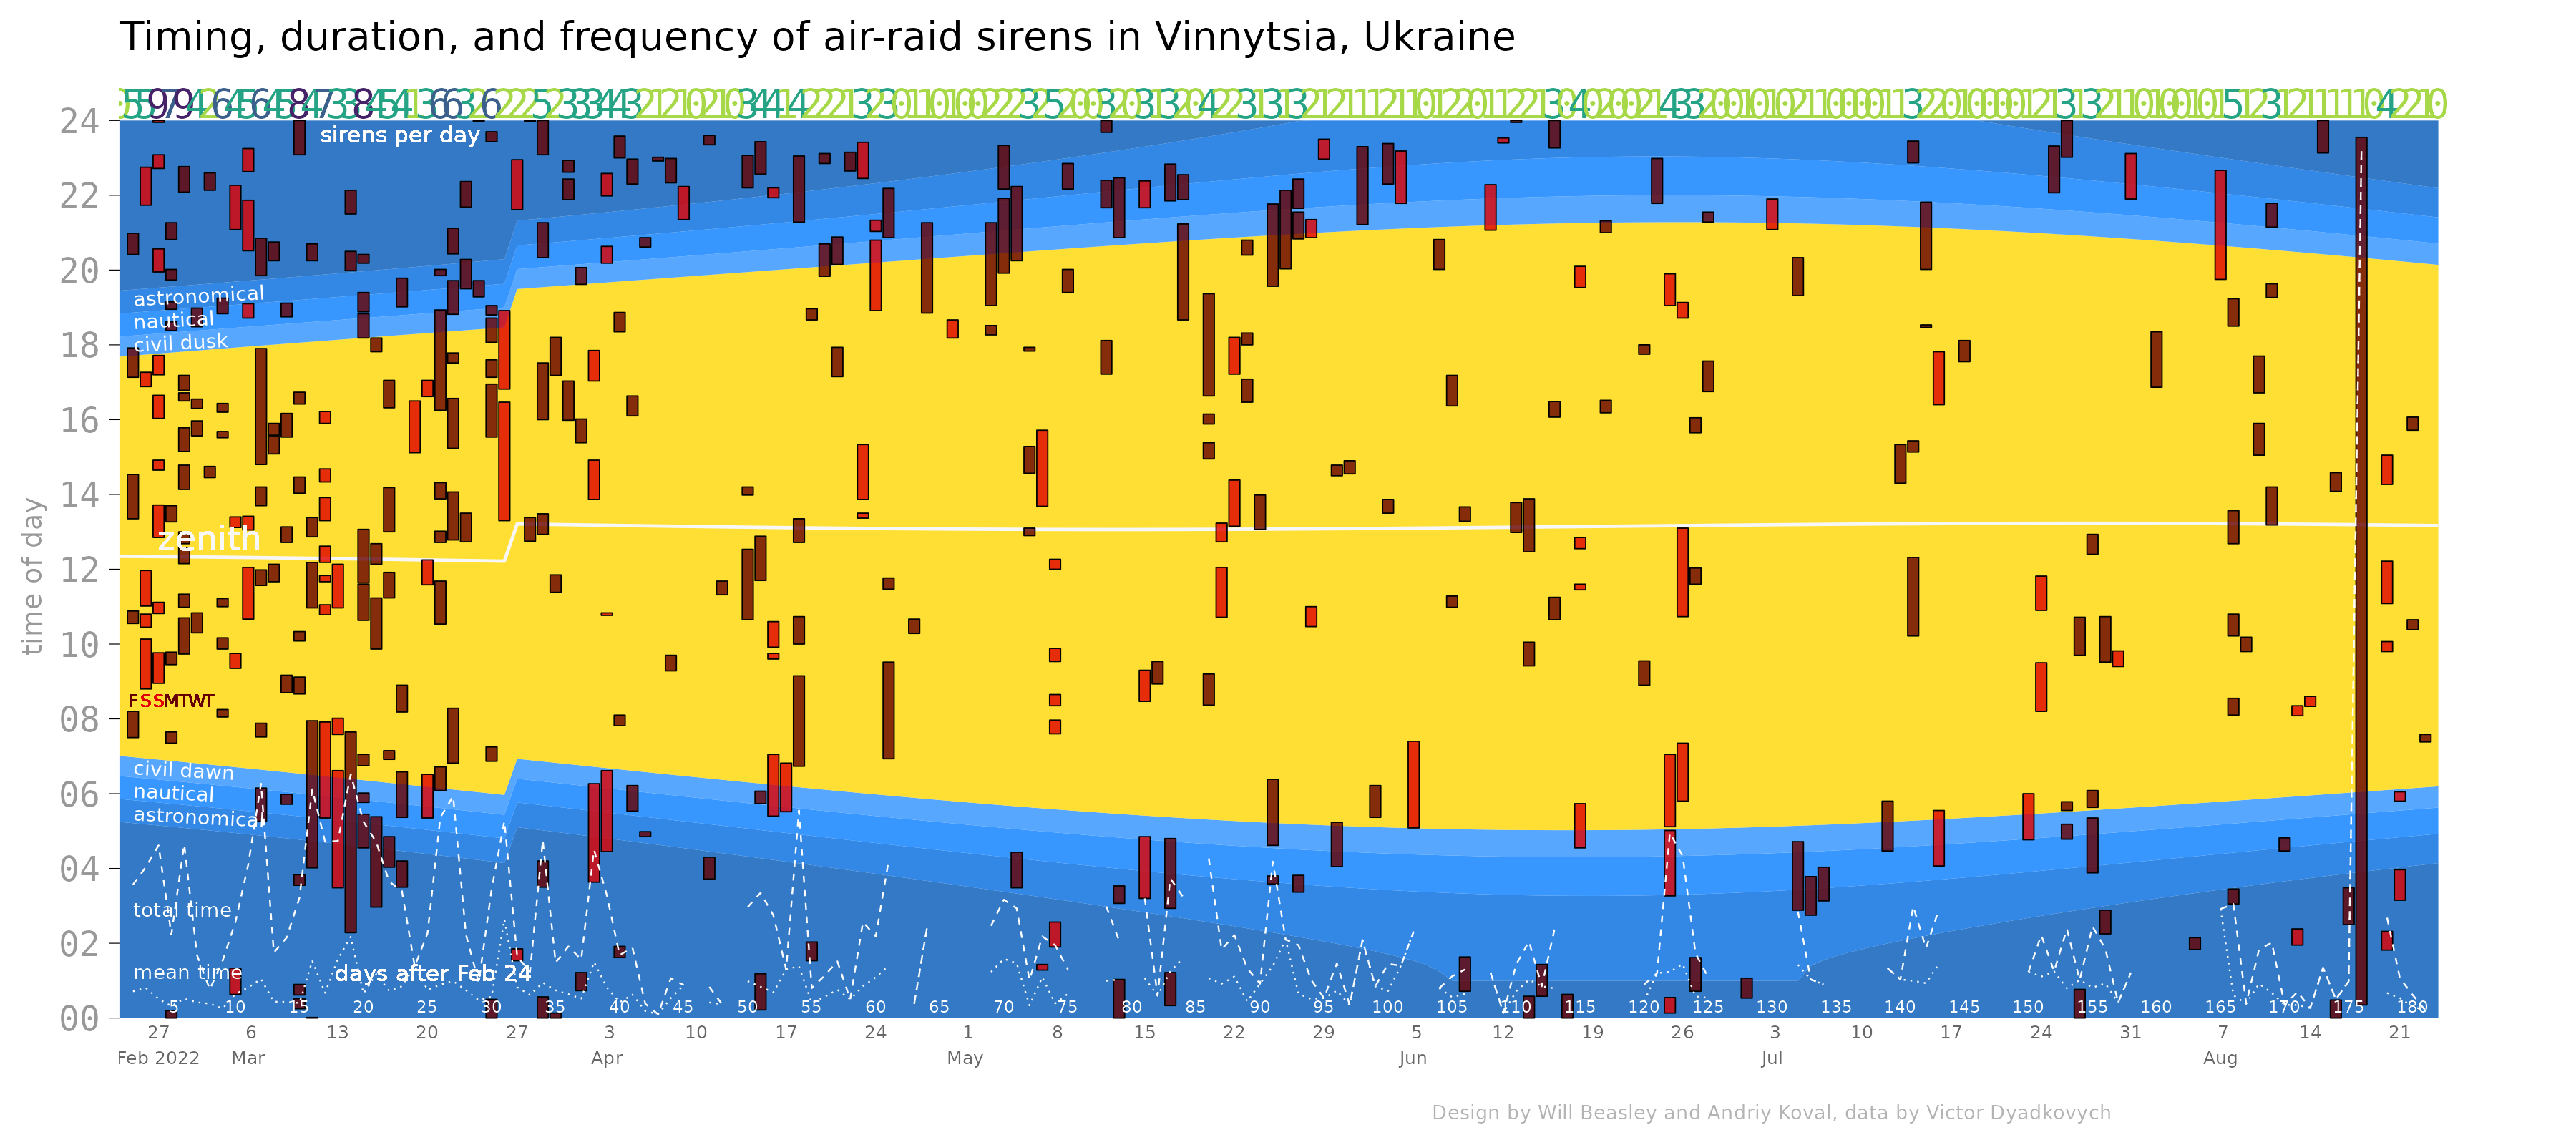 Timing, duration, and frequency of air-raid sirens in Vinnytsia, Ukraine
24
sirens per day
22
20
astronomical
nautical
civil dusk
18
16
14
zenith
12
time of day
10
FSSMTWT
08
civil dawn
06
nautical
astronomical
04
total time
02
mean time
days after Feb 24
00
5 10 15 20 25 30 35 40 45 50 55 60 65 70 75 80 85 90 95 100 105 110 115 120 125 130 135 140 145 150 155 160 165 170 175 180
27 6 13 20 27 3 10 17 24 1 8 15 22 29 5 12 19 26 3 10 17 24 31 7 14 21
Feb 2022 Mar Apr May Jun Jul Aug
Design by Will Beasley and Andriy Koval, data by Victor Dyadkovych